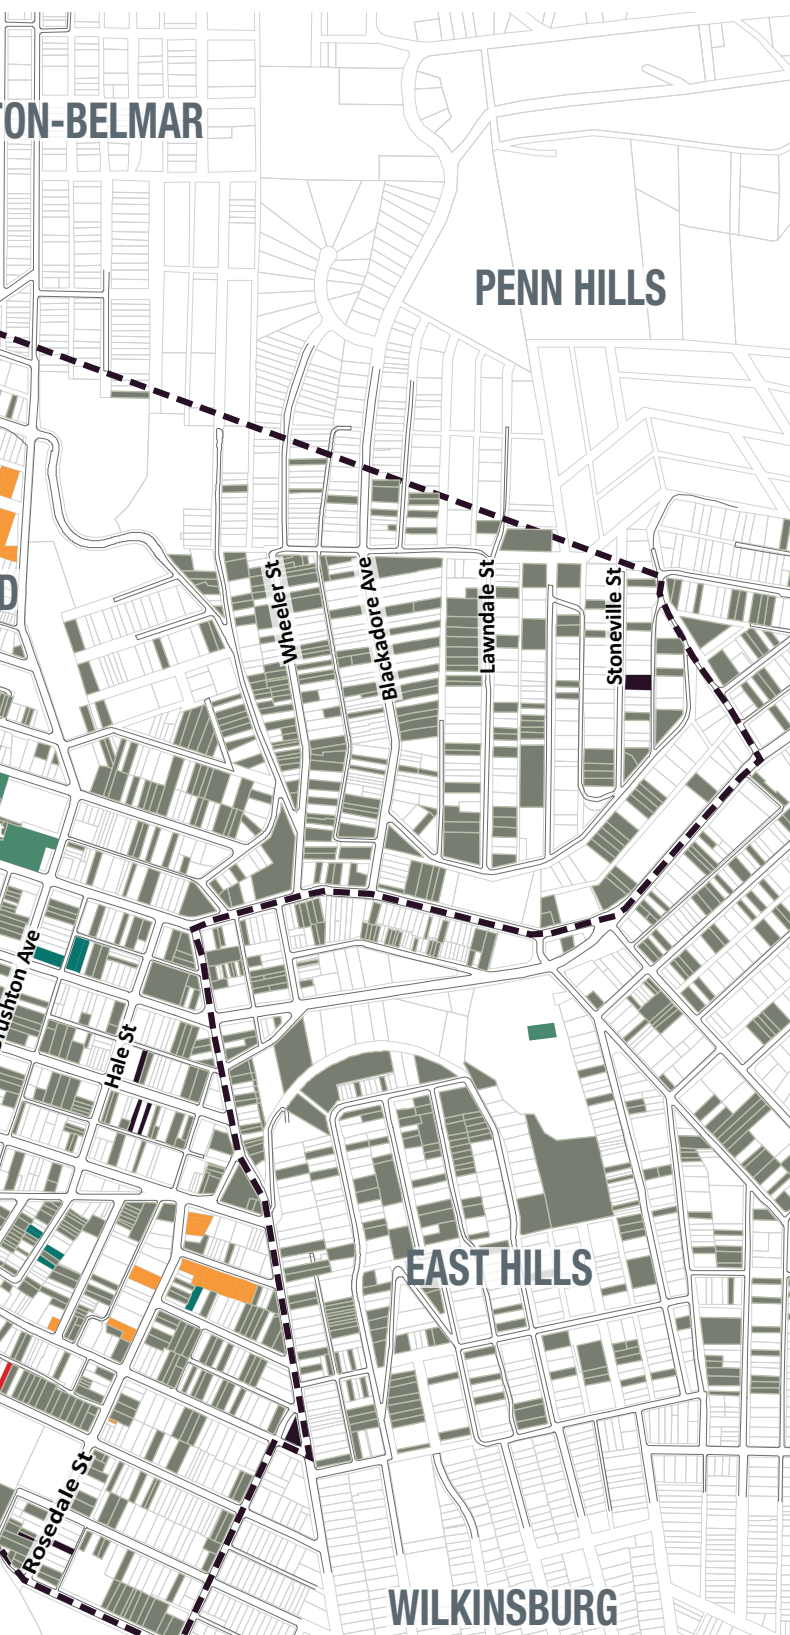 TON-BELMAR
PENN HILLS
D
Wheeler St
Blackadore Ave
Lawndale St
Stoneville St
rushton Ave
Hale St
EAST HILLS
Rosedale St
WILKINSBURG